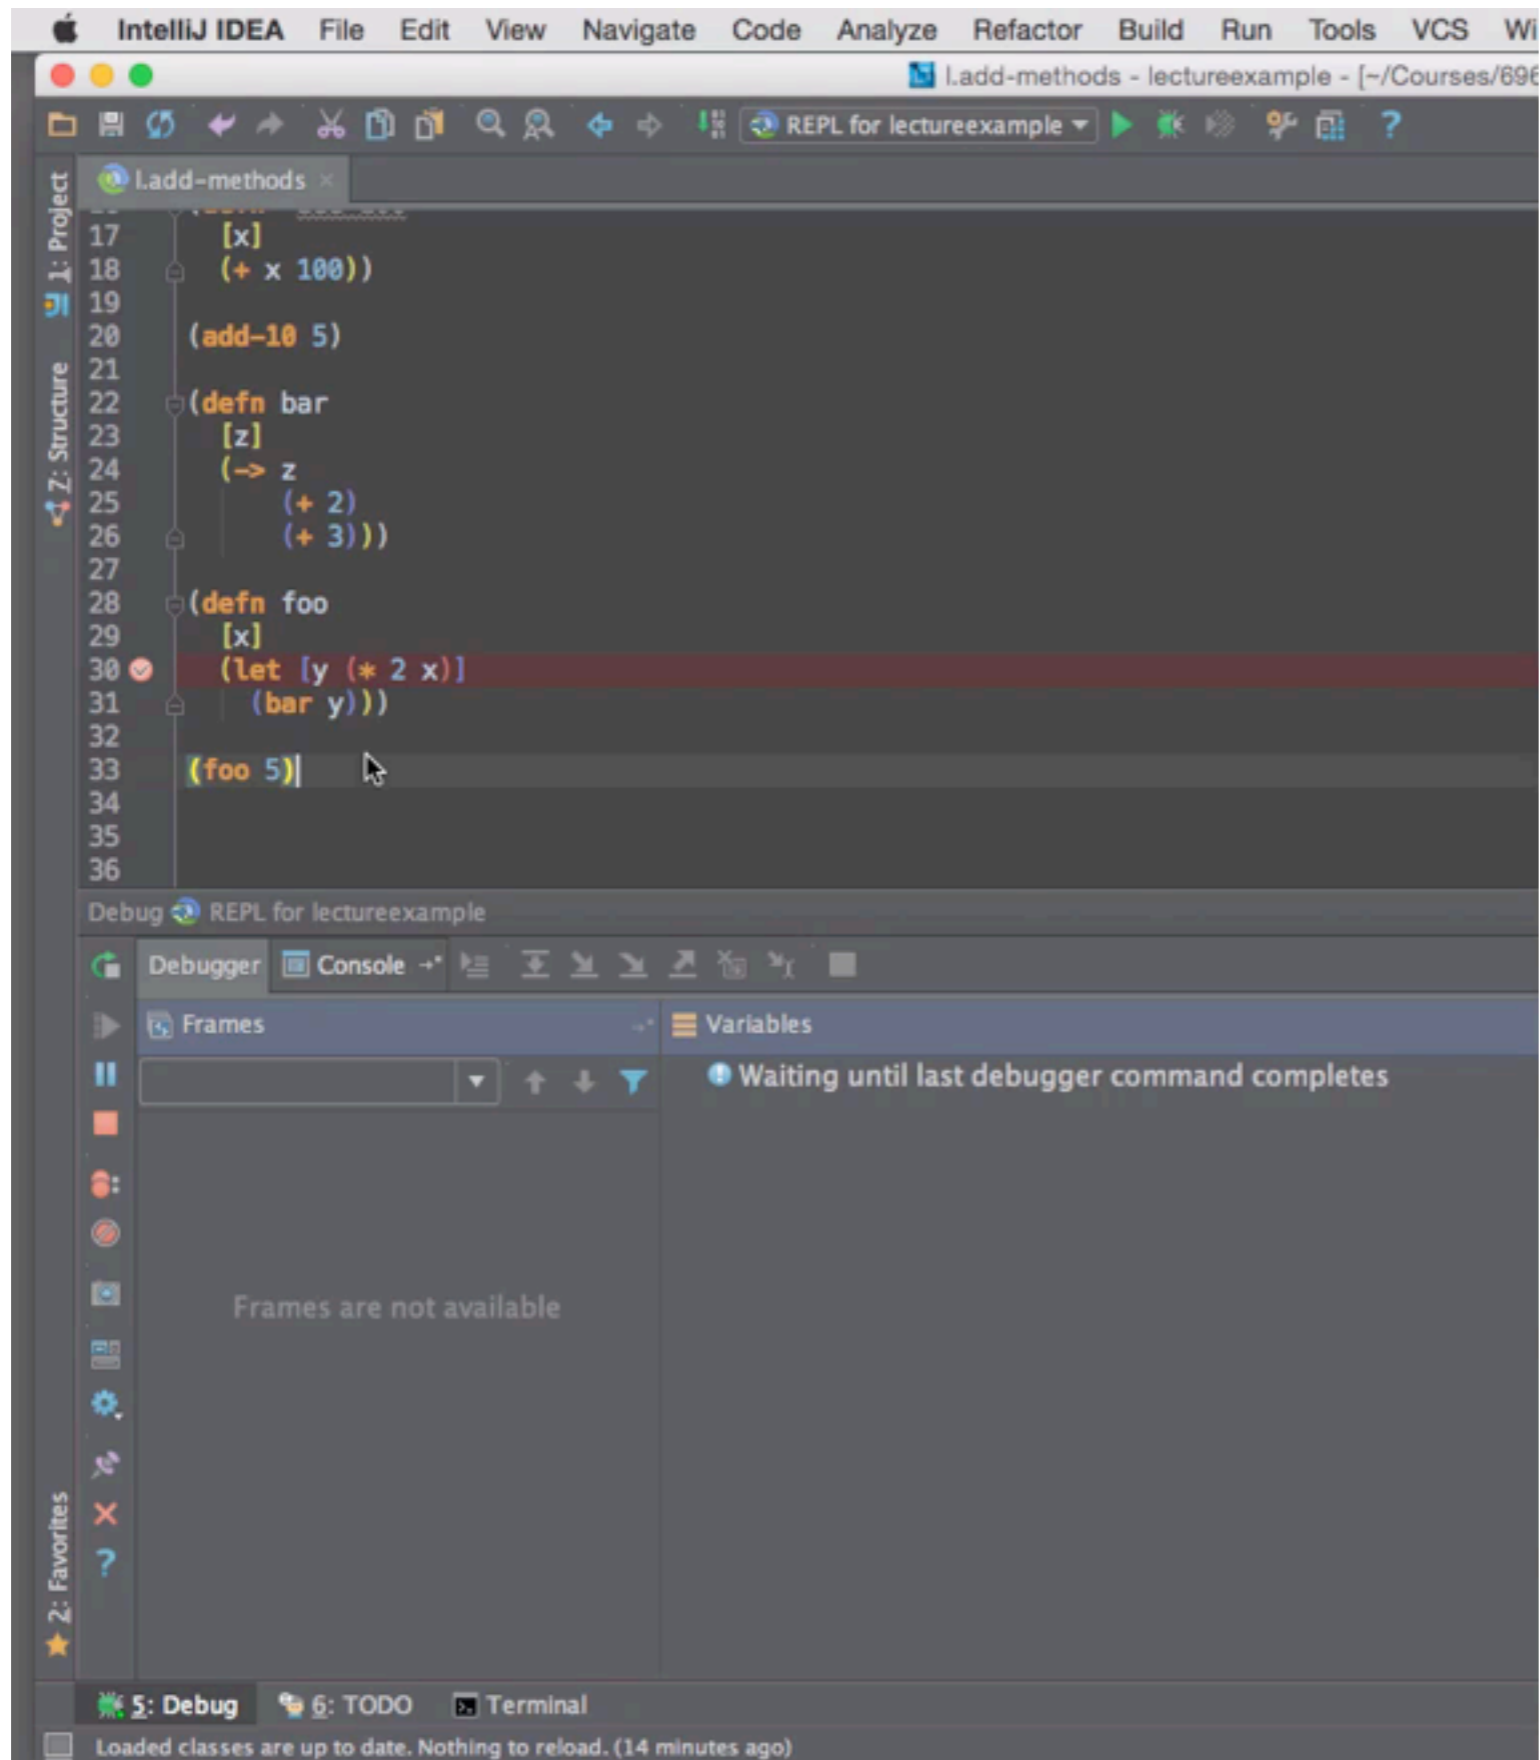 IntelliJ IDEA File Edit View Navigate Code Analyze Refactor Build Run Tools VCS Wi
l.add-methods - lectureexample - [~/Courses/696
REPL for lectureexample
?
1: Project
Z: Structure
2: Favorites
l.add-methods
17 [x]
18 (+ x 100))
19
20 (add-10 5)
21
22 (defn bar
23 [z]
24 (-> z
25 (+ 2)
26 (+ 3)))
27
28 (defn foo
29 [x]
30 (let [y (* 2 x)]
31 (bar y)))
32
33 (foo 5)
34
35
36
Debug REPL for lectureexample
Debugger Console
Frames
Variables
Waiting until last debugger command completes
Frames are not available
?
5: Debug 6: TODO Terminal
Loaded classes are up to date. Nothing to reload. (14 minutes ago)